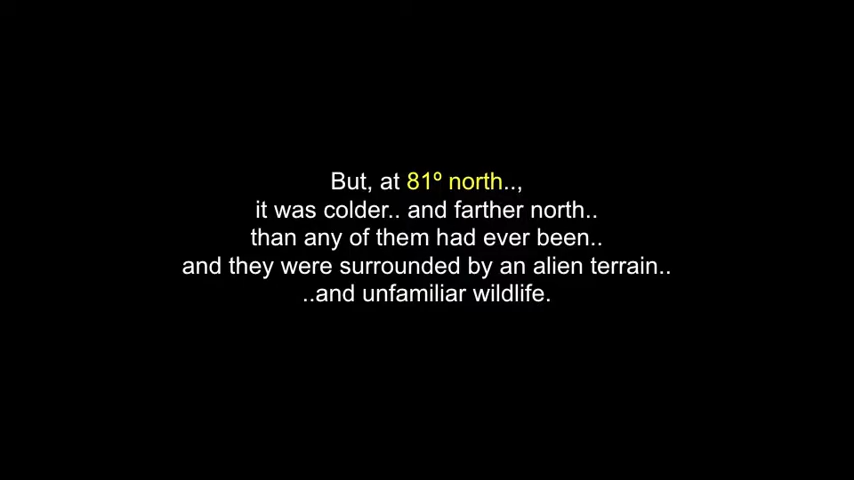 But, at 81º north..,
it was colder.. and farther north..
than any of them had ever been..
and they were surrounded by an alien terrain..
..and unfamiliar wildlife.